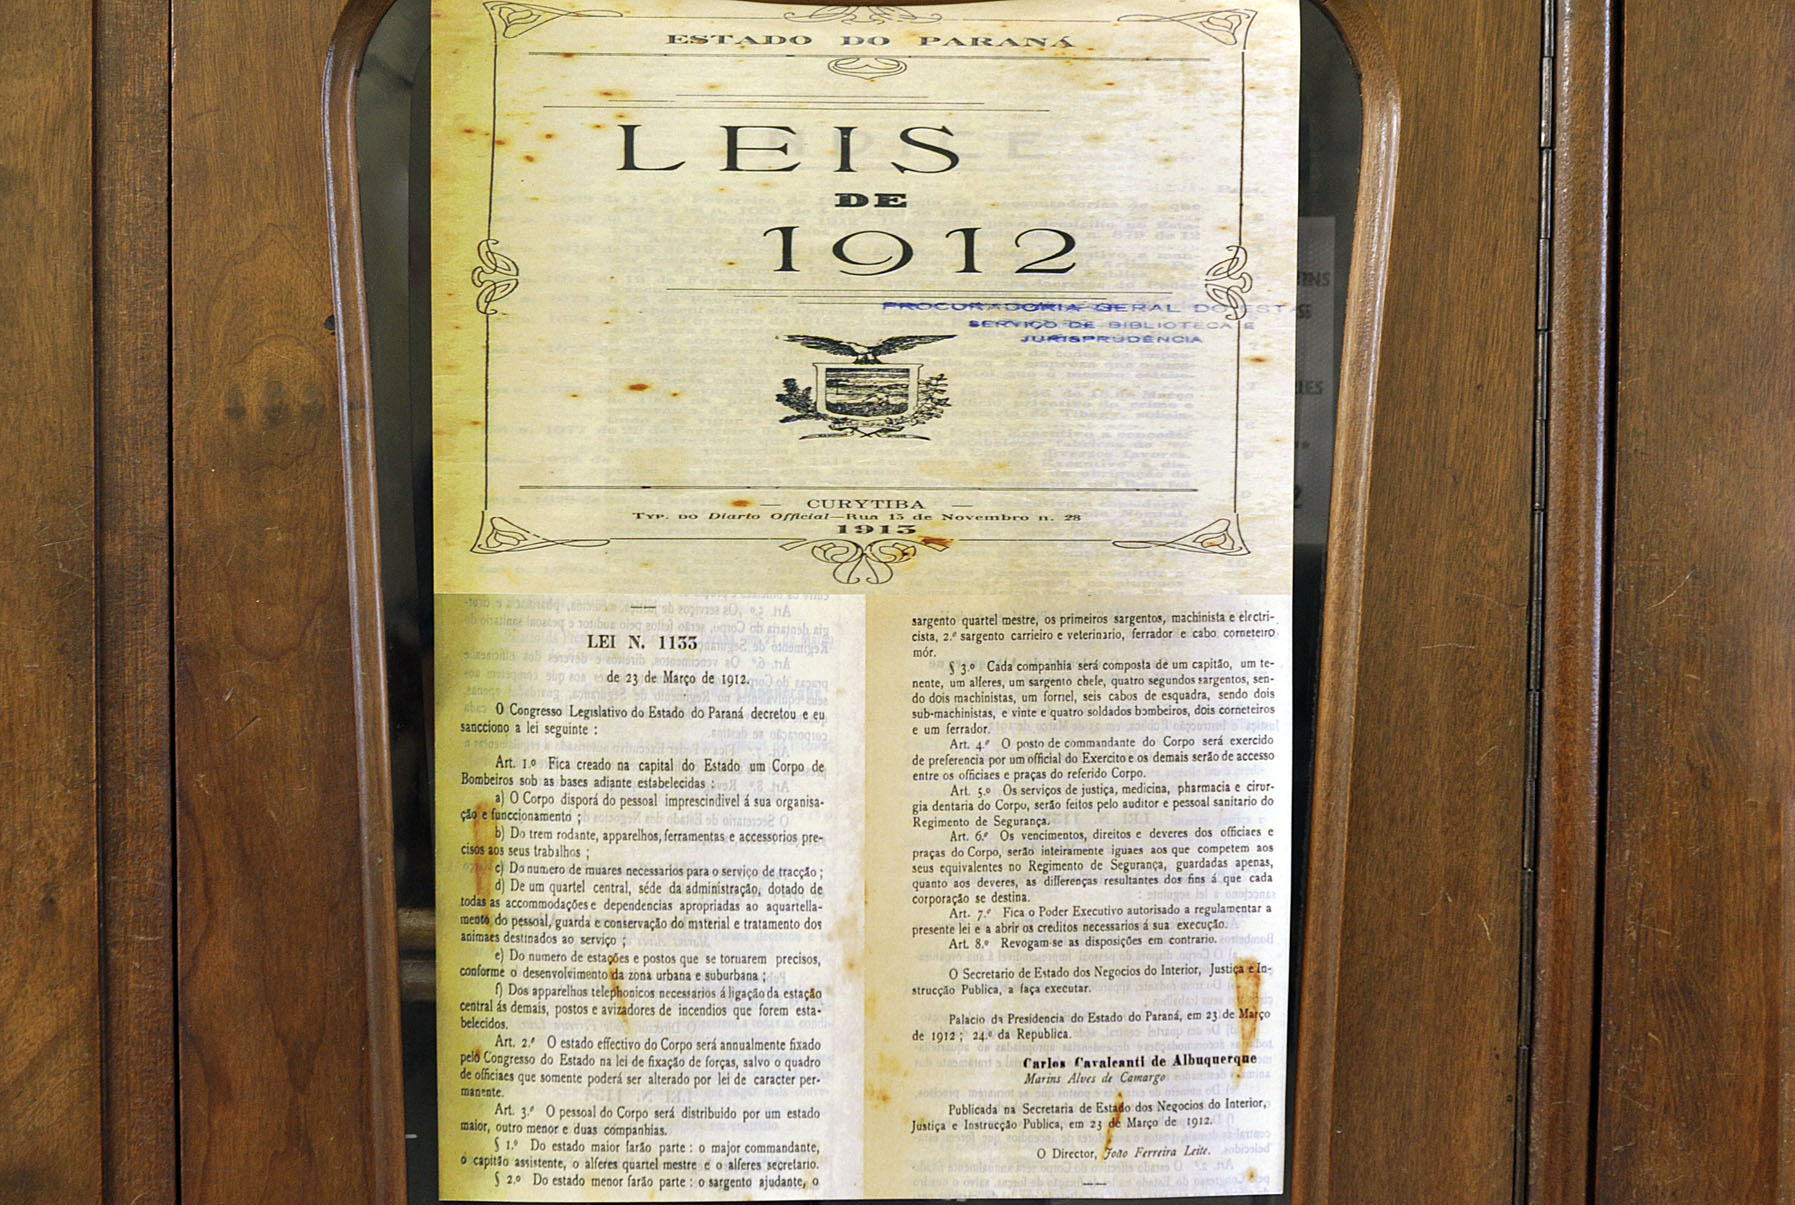 ESTADO DO PARANÁ
LEIS
DE
1912
PROCURADORIA GERAL DO EST
SERVIÇO DE BIBLIOTECA E
JURISPRUDÊNCIA
— CURYTIBA —
TYP. DO Diario Official—Rua 15 de Novembro n. 28
1913
LEI N. 1133
de 23 de Março de 1912.
O Congresso Legislativo do Estado do Paraná decretou e eu
sancciono a lei seguinte :
Art. 1.º Fica creado na capital do Estado um Corpo de
Bombeiros sob as bases adiante estabelecidas :
a) O Corpo disporá do pessoal imprescindivel á sua organisa-
ção e funccionamento ;
b) Do trem rodante, apparelhos, ferramentas e accessorios pre-
cisos aos seus trabalhos ;
c) Do numero de muares necessarios para o serviço de tracção ;
d) De um quartel central, séde da administração, dotado de
todas as accommodações e dependencias apropriadas ao aquartella-
mento do pessoal, guarda e conservação do material e tratamento dos
animaes destinados ao serviço ;
e) Do numero de estações e postos que se tornarem precisos,
conforme o desenvolvimento da zona urbana e suburbana ;
f) Dos apparelhos telephonicos necessarios á ligação da estação
central ás demais, postos e avizadores de incendios que forem esta-
belecidos.
Art. 2.º O estado effectivo do Corpo será annualmente fixado
pelo Congresso do Estado na lei de fixação de forças, salvo o quadro
de officiaes que somente poderá ser alterado por lei de caracter per-
manente.
Art. 3.º O pessoal do Corpo será distribuido por um estado
maior, outro menor e duas companhias.
§ 1.º Do estado maior farão parte : o major commandante,
o capitão assistente, o alferes quartel mestre e o alferes secretario.
§ 2.º Do estado menor farão parte : o sargento ajudante, o
sargento quartel mestre, os primeiros sargentos, machinista e electri-
cista, 2.º sargento carrieiro e veterinario, ferrador e cabo corneteiro
mór.
§ 3.º Cada companhia será composta de um capitão, um te-
nente, um alferes, um sargento chefe, quatro segundos sargentos, sen-
do dois machinistas, um forriel, seis cabos de esquadra, sendo dois
sub-machinistas, e vinte e quatro soldados bombeiros, dois corneteiros
e um ferrador.
Art. 4.º O posto de commandante do Corpo será exercido
de preferencia por um official do Exercito e os demais serão de accesso
entre os officiaes e praças do referido Corpo.
Art. 5.º Os serviços de justiça, medicina, pharmacia e cirur-
gia dentaria do Corpo, serão feitos pelo auditor e pessoal sanitario do
Regimento de Segurança.
Art. 6.º Os vencimentos, direitos e deveres dos officiaes e
praças do Corpo, serão inteiramente iguaes aos que competem aos
seus equivalentes no Regimento de Segurança, guardadas apenas,
quanto aos deveres, as differenças resultantes dos fins á que cada
corporação se destina.
Art. 7.º Fica o Poder Executivo autorisado a regulamentar a
presente lei e a abrir os creditos necessarios á sua execução.
Art. 8.º Revogam-se as disposições em contrario.
O Secretario de Estado dos Negocios do Interior, Justiça e In-
strucção Publica, a faça executar.
Palacio da Presidencia do Estado do Paraná, em 23 de Março
de 1912 ; 24.º da Republica.
Carlos Cavalcanti de Albuquerque
Marins Alves de Camargo
Publicada na Secretaria de Estado dos Negocios do Interior,
Justiça e Instrucção Publica, em 23 de Março de 1912.
O Director, João Ferreira Leite.